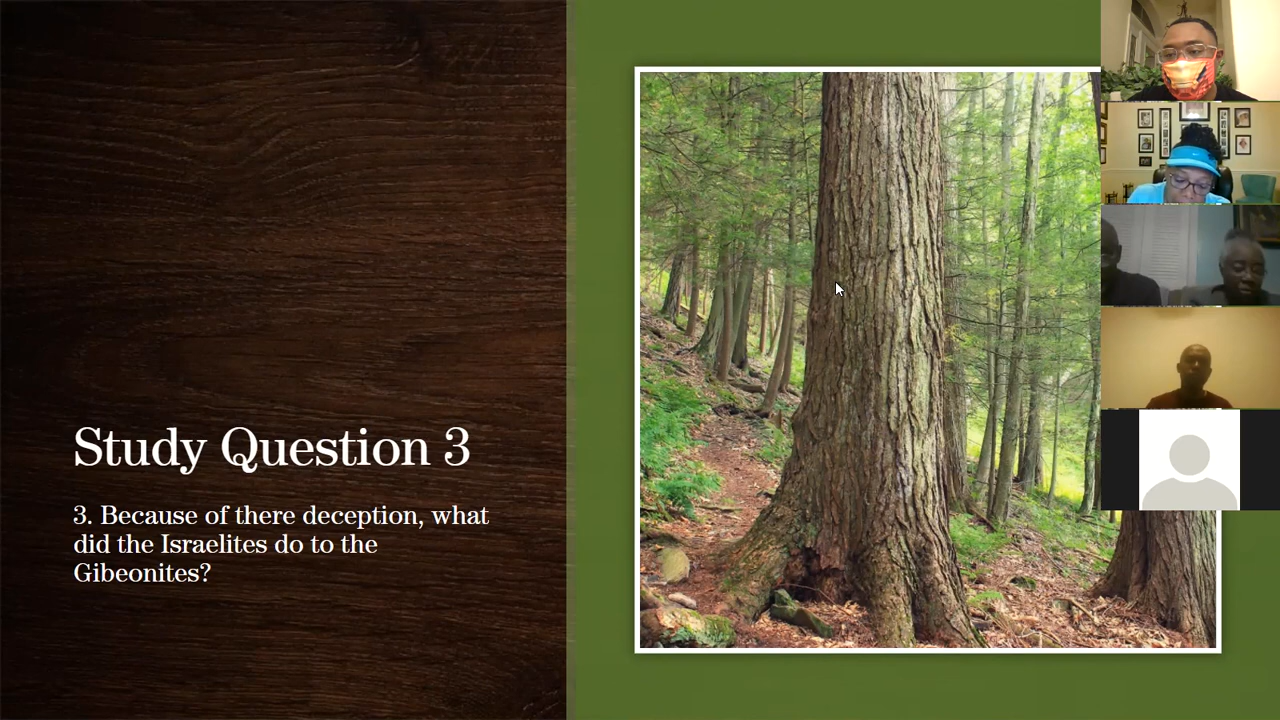 Study Question 3
3. Because of there deception, what
did the Israelites do to the
Gibeonites?